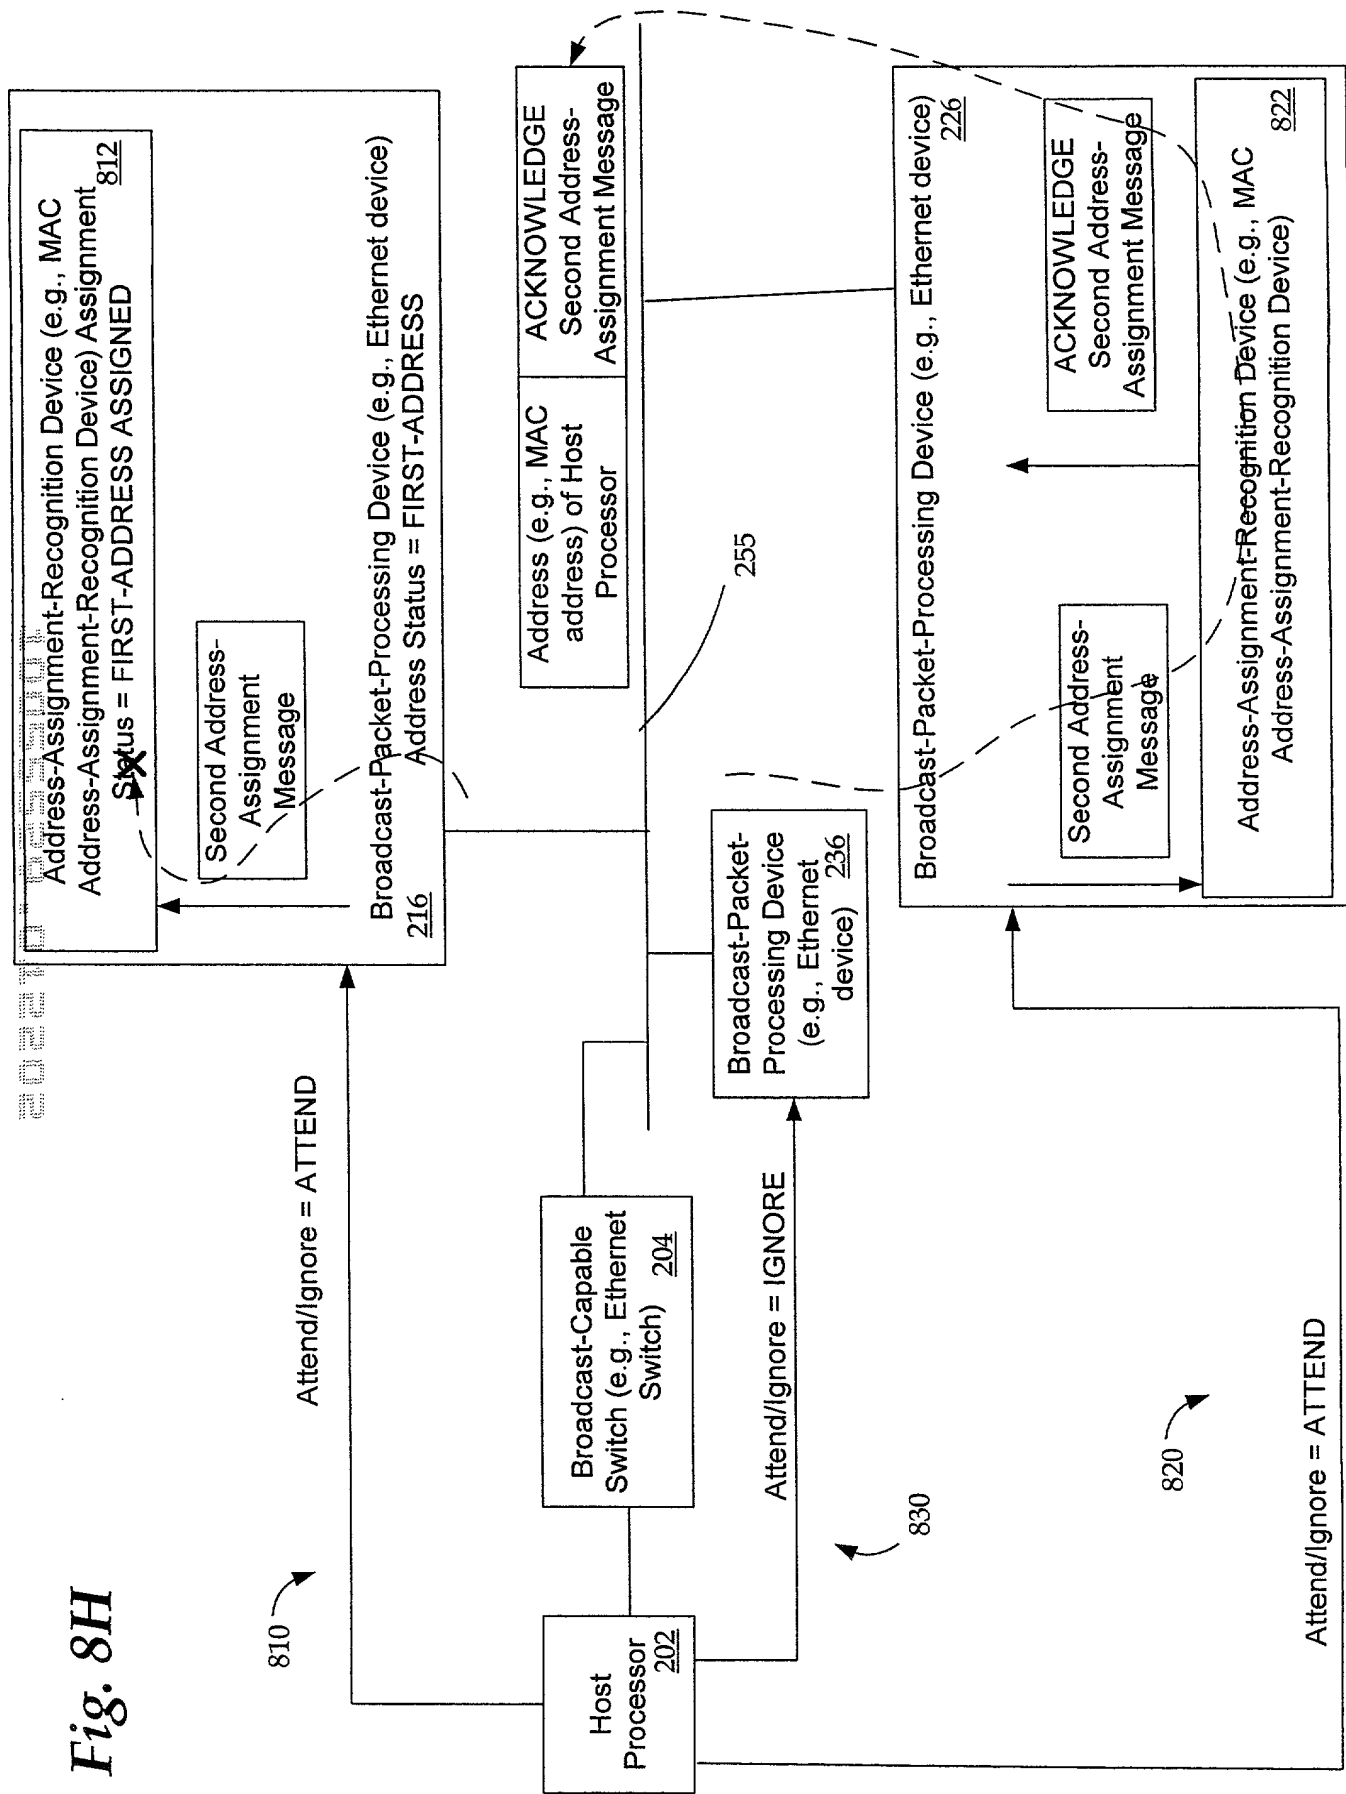 Fig. 8H
810
Attend/Ignore = ATTEND
Address-Assignment-Recognition Device (e.g., MAC
Address-Assignment-Recognition Device) Assignment
Status = FIRST-ADDRESS ASSIGNED
812
Second Address-
Assignment
Message
Broadcast-Packet-Processing Device (e.g., Ethernet device)
Address Status = FIRST-ADDRESS
216
Host
Processor
202
Broadcast-Capable
Switch (e.g., Ethernet
Switch)
204
Address (e.g., MAC
address) of Host
Processor
ACKNOWLEDGE
Second Address-
Assignment Message
255
Attend/Ignore = IGNORE
830
Broadcast-Packet-
Processing Device
(e.g., Ethernet
device)
236
Broadcast-Packet-Processing Device (e.g., Ethernet device)
226
Second Address-
Assignment
Message
ACKNOWLEDGE
Second Address-
Assignment Message
Address-Assignment-Recognition Device (e.g., MAC
Address-Assignment-Recognition Device)
822
820
Attend/Ignore = ATTEND